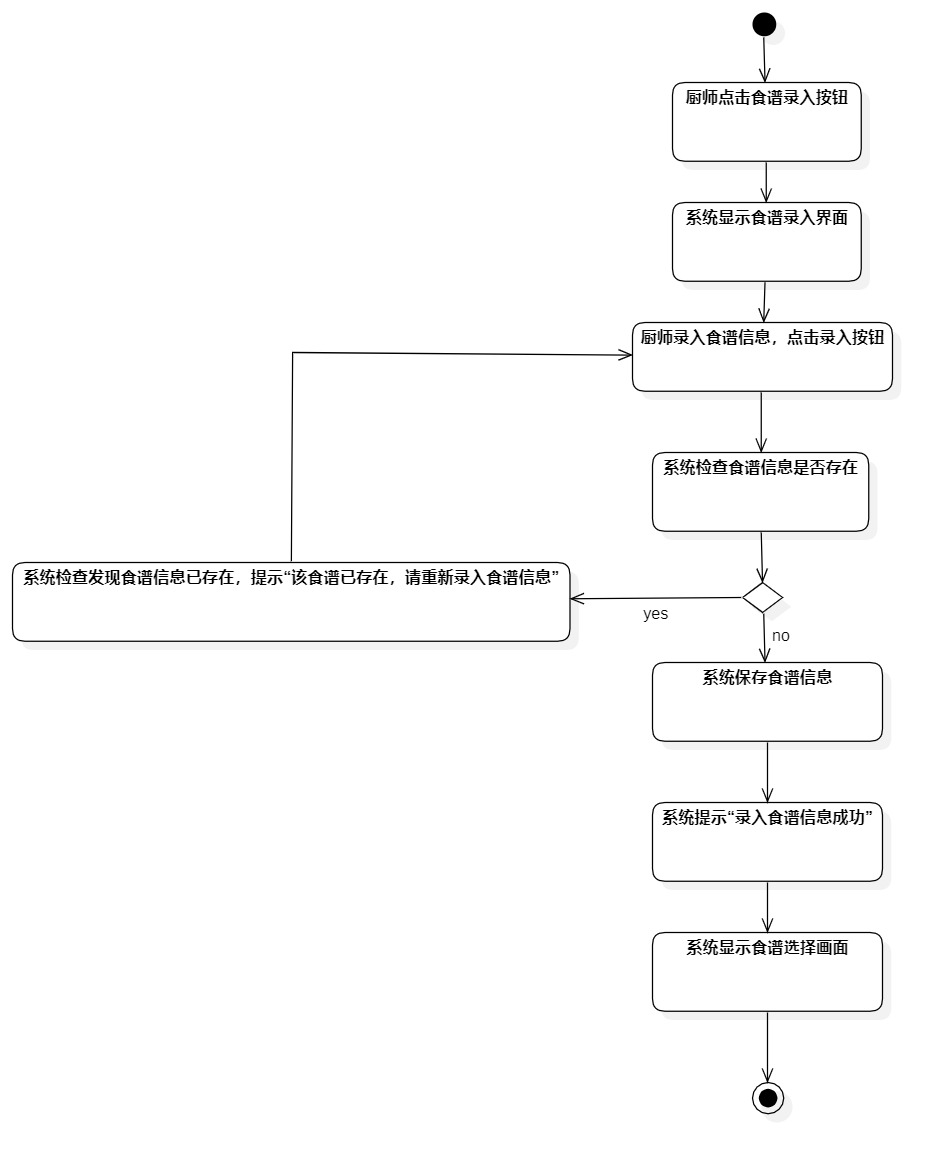 厨师点击食谱录入按钮
系统显示食谱录入界面
厨师录入食谱信息，点击录入按钮
系统检查食谱信息是否存在
系统检查发现食谱信息已存在，提示“该食谱已存在，请重新录入食谱信息”
yes
no
系统保存食谱信息
系统提示“录入食谱信息成功”
系统显示食谱选择画面